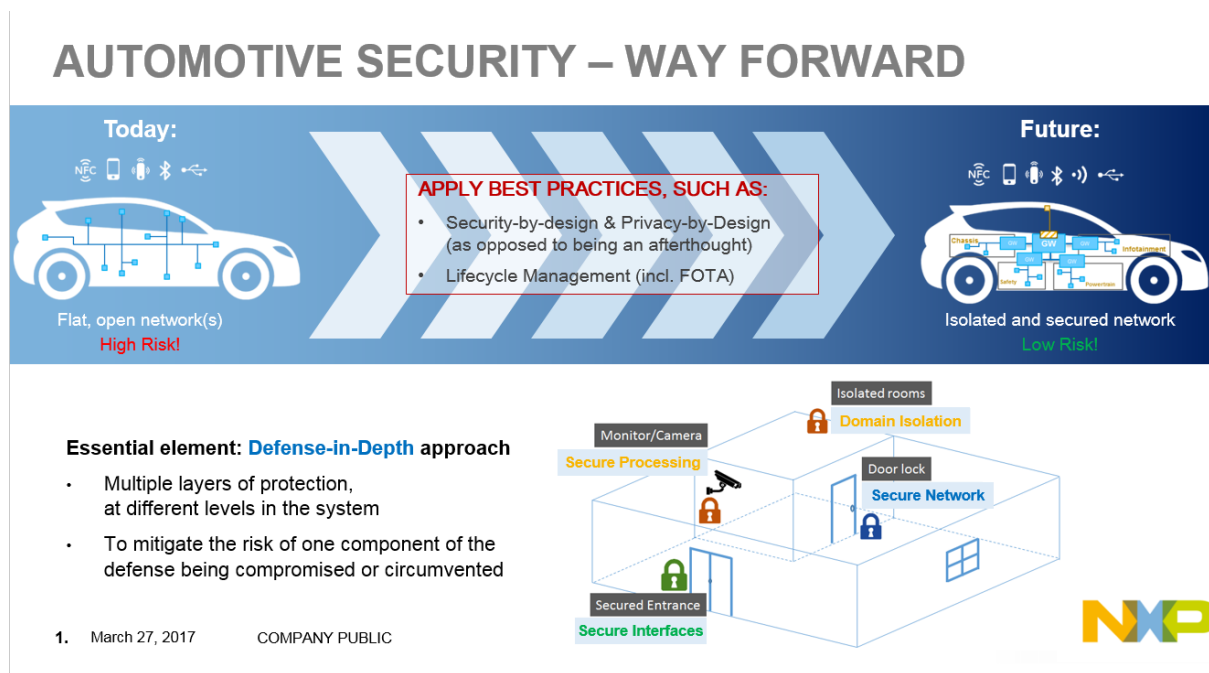 AUTOMOTIVE SECURITY – WAY FORWARD
Today:
NFC
Flat, open network(s)
High Risk!
APPLY BEST PRACTICES, SUCH AS:
• Security-by-design & Privacy-by-Design
(as opposed to being an afterthought)
• Lifecycle Management (incl. FOTA)
Future:
NFC
Chassis
GW
GW
GW
Infotainment
GW
GW
Safety
Powertrain
Isolated and secured network
Low Risk!
Essential element: Defense-in-Depth approach
• Multiple layers of protection,
at different levels in the system
• To mitigate the risk of one component of the
defense being compromised or circumvented
Isolated rooms
Domain Isolation
Monitor/Camera
Secure Processing
Door lock
Secure Network
Secured Entrance
Secure Interfaces
1. March 27, 2017 COMPANY PUBLIC
NXP